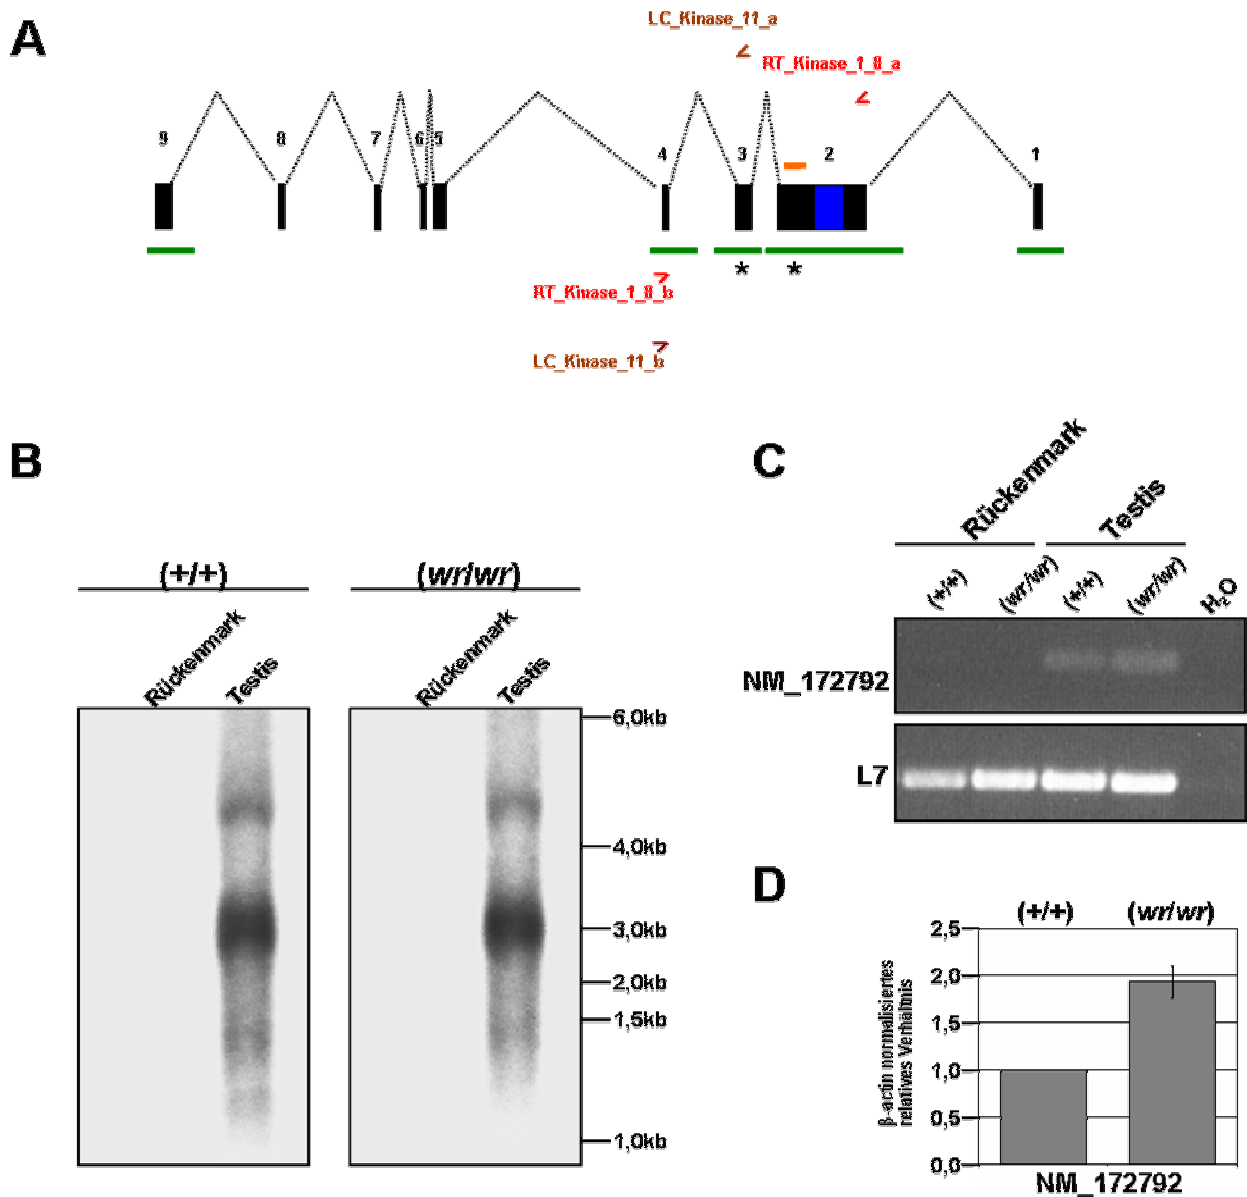 A
LC_Kinase_11_a
RT_Kinase_1_8_a
9 8 7 6 5 4 3 2 1
* *
RT_Kinase_1_8_b
LC_Kinase_11_b
B
(+/+) (wr/wr)
Rückenmark Testis Rückenmark Testis
6,0kb
4,0kb
3,0kb
2,0kb
1,5kb
1,0kb
C
Rückenmark Testis
(+/+) (wr/wr) (+/+) (wr/wr) H₂O
NM_172792
L7
D
(+/+) (wr/wr)
β-actin normalisiertes
relatives Verhältnis
2,5
2,0
1,5
1,0
0,5
0,0
NM_172792